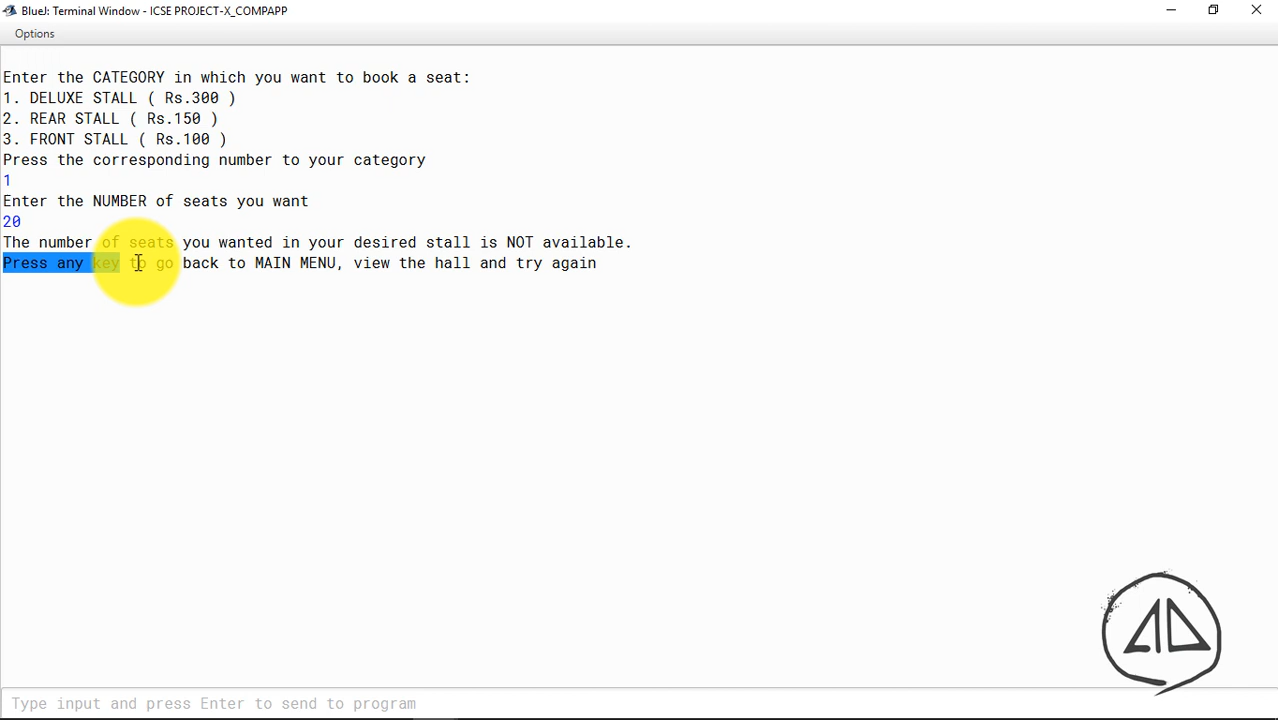 BlueJ: Terminal Window - ICSE PROJECT-X_COMPAPP
Options
Enter the CATEGORY in which you want to book a seat:
1. DELUXE STALL ( Rs.300 )
2. REAR STALL ( Rs.150 )
3. FRONT STALL ( Rs.100 )
Press the corresponding number to your category
1
Enter the NUMBER of seats you want
20
The number of seats you wanted in your desired stall is NOT available.
Press any key to go back to MAIN MENU, view the hall and try again
Type input and press Enter to send to program